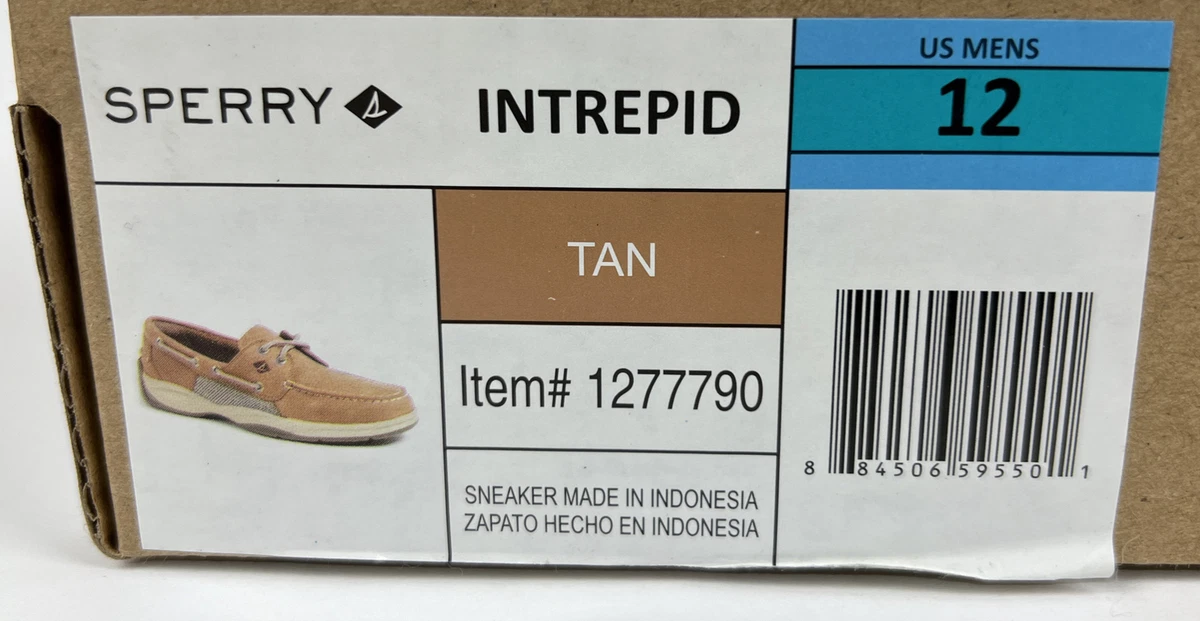 SPERRY
INTREPID
US MENS
12
TAN
Item# 1277790
SNEAKER MADE IN INDONESIA
ZAPATO HECHO EN INDONESIA
8 84506 59550 1